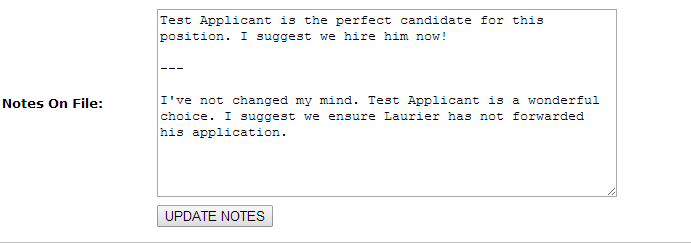 Test Applicant is the perfect candidate for this
position. I suggest we hire him now!
---
Notes On File:
I've not changed my mind. Test Applicant is a wonderful
choice. I suggest we ensure Laurier has not forwarded
his application.
UPDATE NOTES